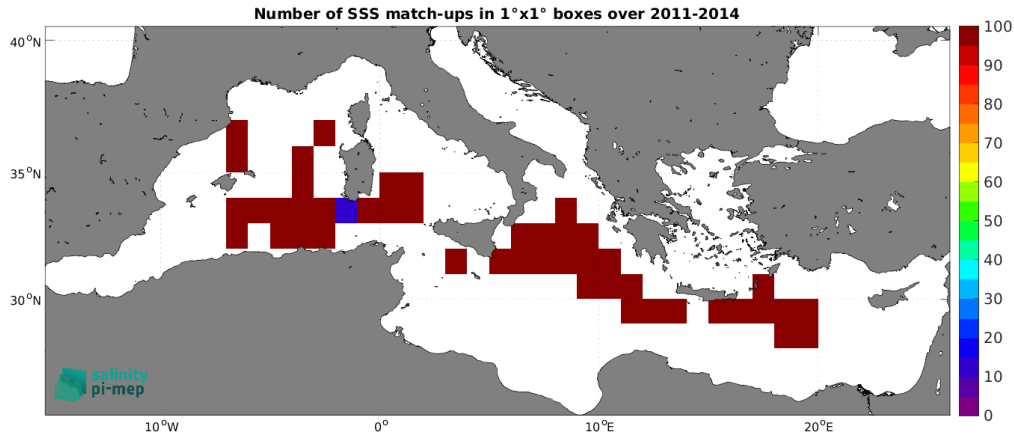 Number of SSS match-ups in 1°x1° boxes over 2011-2014
40°N
35°N
30°N
10°W
0°
10°E
20°E
100
90
80
70
60
50
40
30
20
10
0
salinity
pi-mep